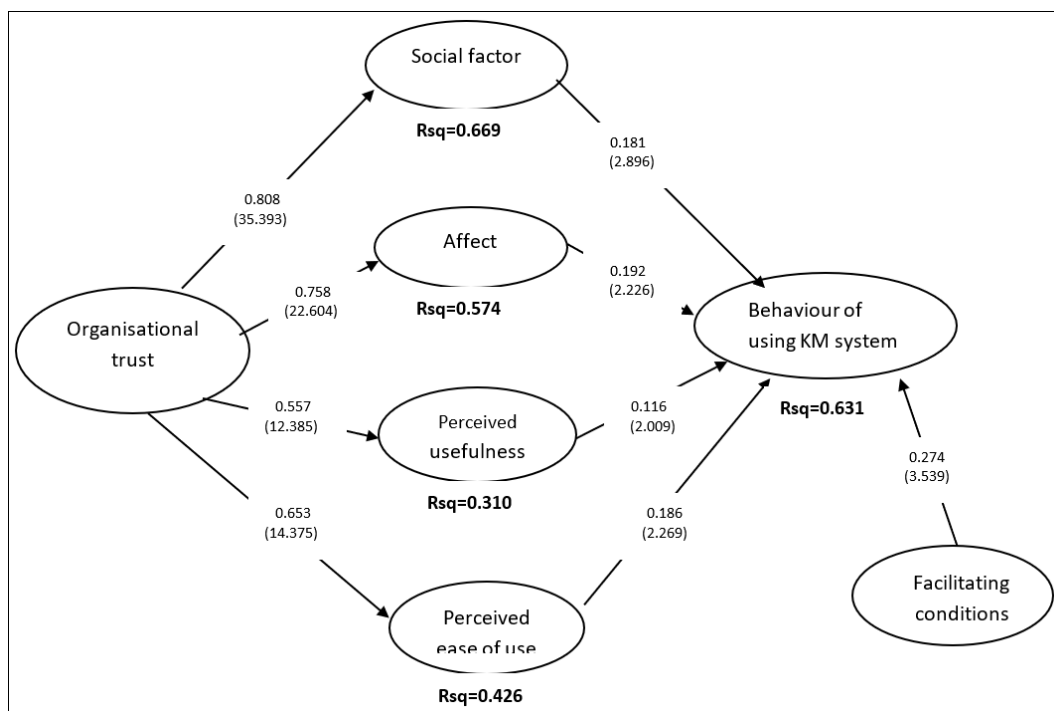 Social factor
Rsq=0.669
0.181
(2.896)
0.808
(35.393)
Affect
Rsq=0.574
0.192
(2.226)
0.758
(22.604)
Organisational
trust
Behaviour of
using KM system
Rsq=0.631
0.557
(12.385)
Perceived
usefulness
Rsq=0.310
0.116
(2.009)
0.274
(3.539)
0.653
(14.375)
0.186
(2.269)
Facilitating
conditions
Perceived
ease of use
Rsq=0.426